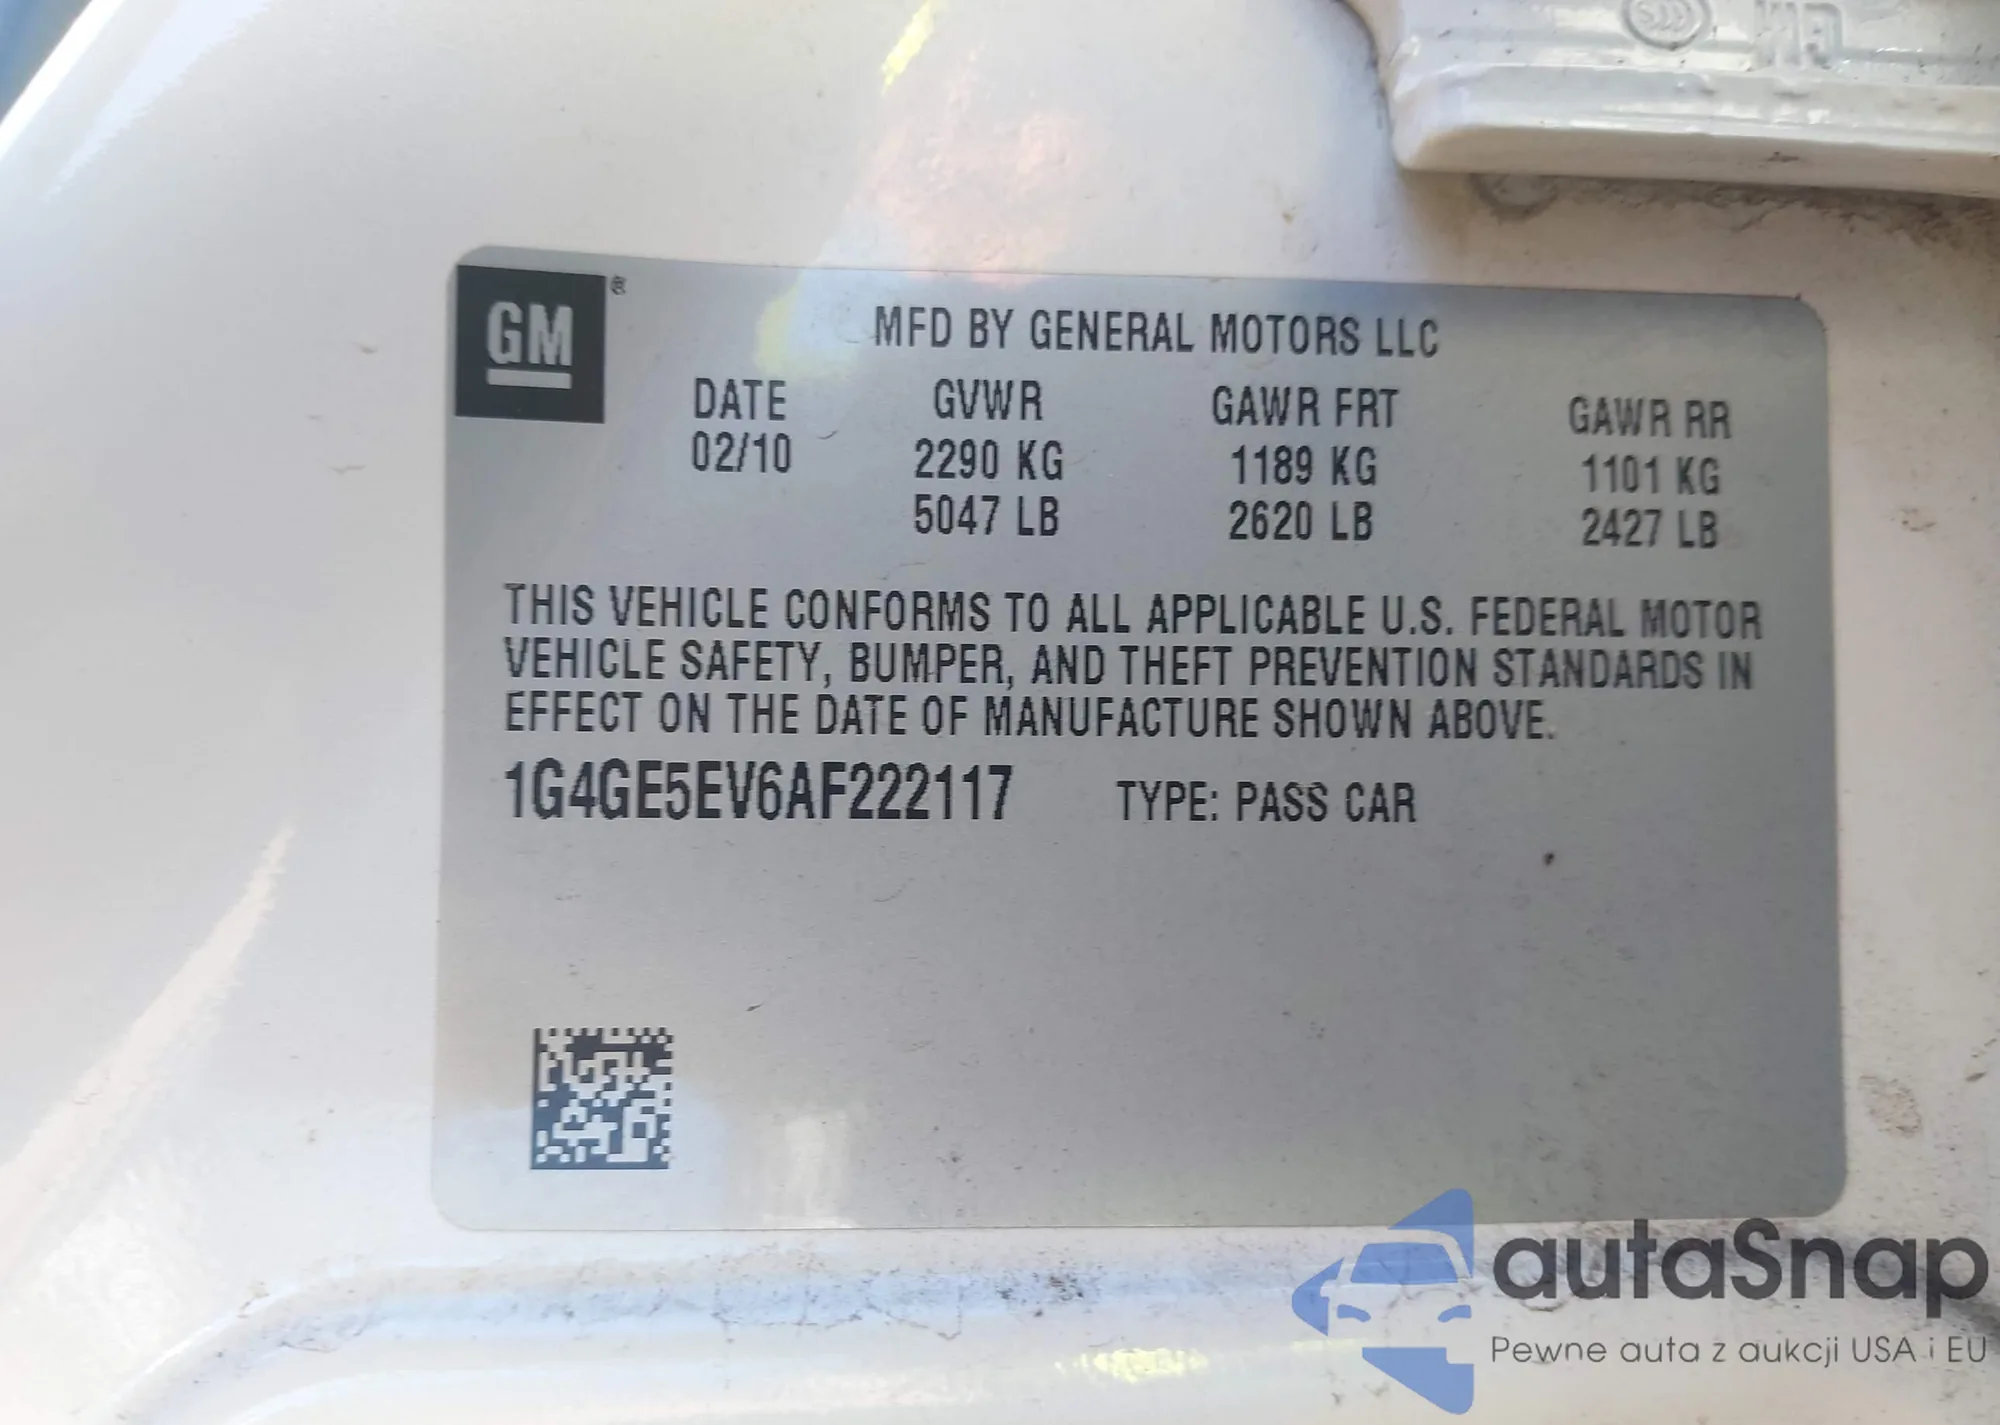 GM
GM®
MFD BY GENERAL MOTORS LLC
DATE GVWR GAWR FRT GAWR RR
02/10 2290 KG 1189 KG 1101 KG
5047 LB 2620 LB 2427 LB
THIS VEHICLE CONFORMS TO ALL APPLICABLE U.S. FEDERAL MOTOR
VEHICLE SAFETY, BUMPER, AND THEFT PREVENTION STANDARDS IN
EFFECT ON THE DATE OF MANUFACTURE SHOWN ABOVE.
1G4GE5EV6AF222117 TYPE: PASS CAR
autaSnap
Pewne auta z aukcji USA i EU